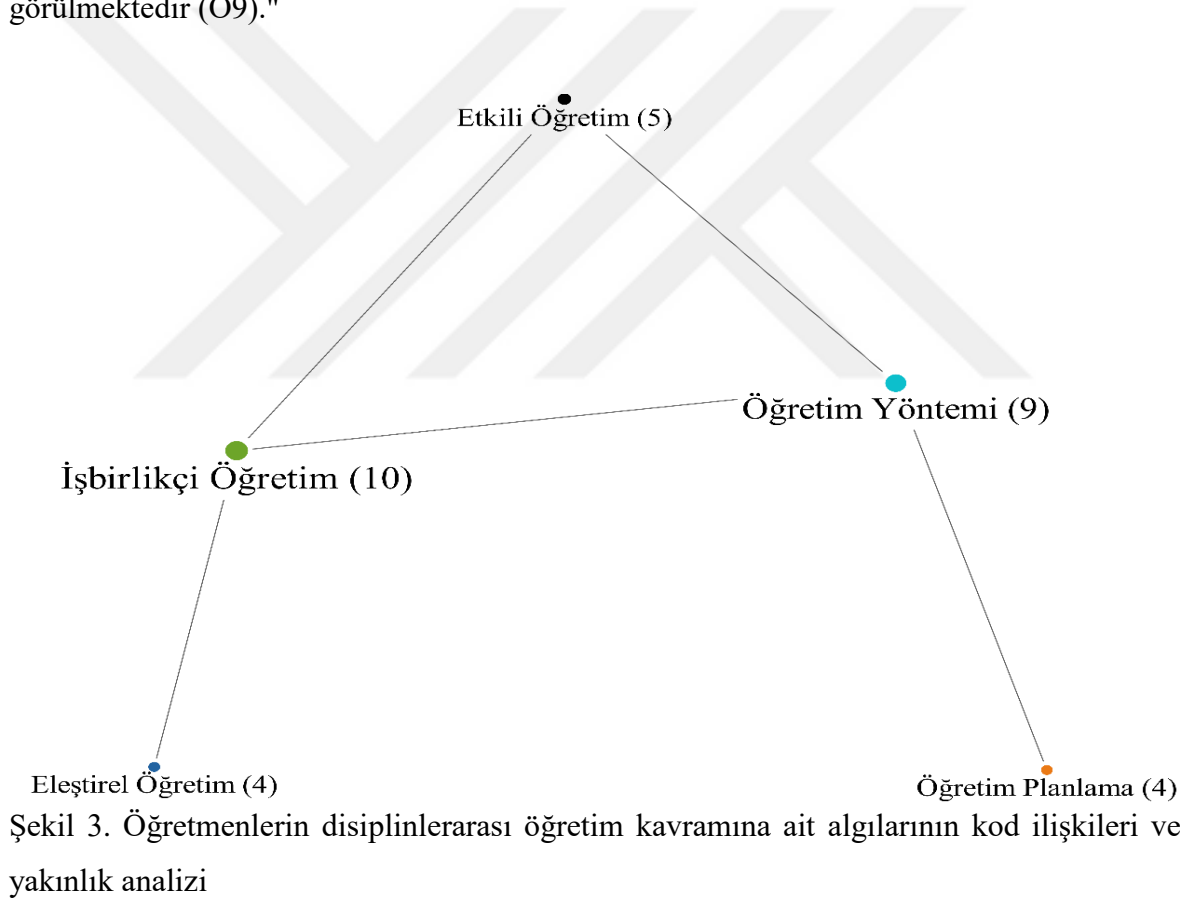 görülmektedir (Ö9)."
Etkili Öğretim (5)
Öğretim Yöntemi (9)
İşbirlikçi Öğretim (10)
Eleştirel Öğretim (4)
Öğretim Planlama (4)
Şekil 3. Öğretmenlerin disiplinlerarası öğretim kavramına ait algılarının kod ilişkileri ve
yakınlık analizi